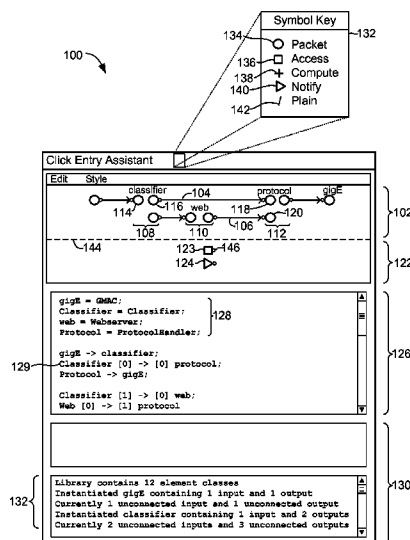 Symbol Key
134
Packet
132
136
Access
138
Compute
140
Notify
142
Plain
100
Click Entry Assistant
Edit Style
classifier
104
protocol
gigE
114
116
web
118
120
102
108
110
106
112
144
123
146
122
124
gigE = GMAC;
Classifier = Classifier;
web = Webserver;
Protocol = ProtocolHandler;
128
126
gigE -> classifier;
129
Classifier [0] -> [0] protocol;
Protocol -> gigE;
Classifier [1] -> [0] web;
Web [0] -> [1] protocol
130
132
Library contains 12 element classes
Instantiated gigE containing 1 input and 1 output
Currently 1 unconnected input and 1 unconnected output
Instantiated classifier containing 1 input and 2 outputs
Currently 2 unconnected inputs and 3 unconnected outputs